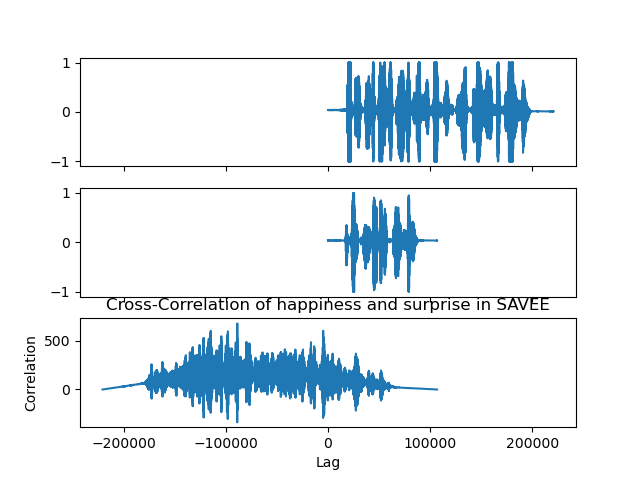 1
0
−1
1
0
−1
Cross-Correlation of happiness and surprise in SAVEE
500
0
Correlation
−200000 −100000 0 100000 200000
Lag